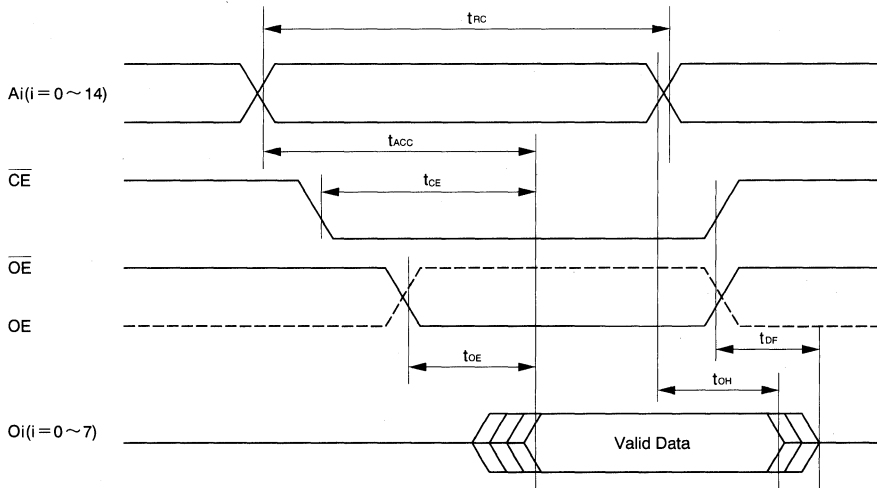 tRC
Ai(i = 0 ~ 14)
tACC
CE
tCE
OE
OE
tDF
tOE
tOH
Oi(i = 0 ~ 7)
Valid Data